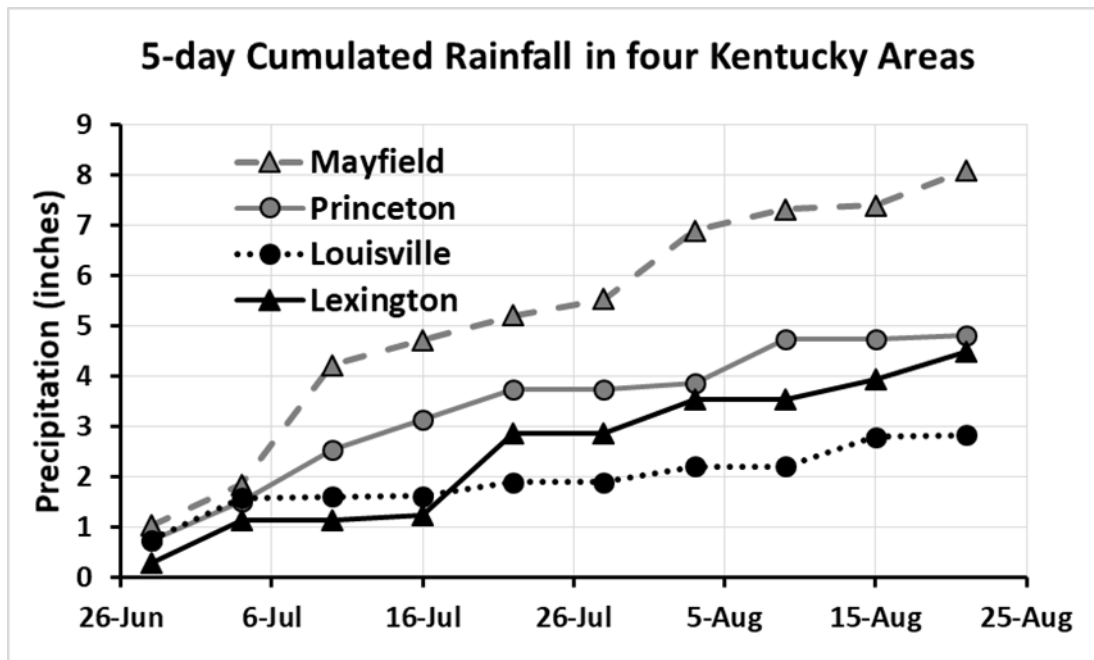 5-day Cumulated Rainfall in four Kentucky Areas
Precipitation (inches)
9
8
7
6
5
4
3
2
1
0
Mayfield
Princeton
Louisville
Lexington
26-Jun 6-Jul 16-Jul 26-Jul 5-Aug 15-Aug 25-Aug